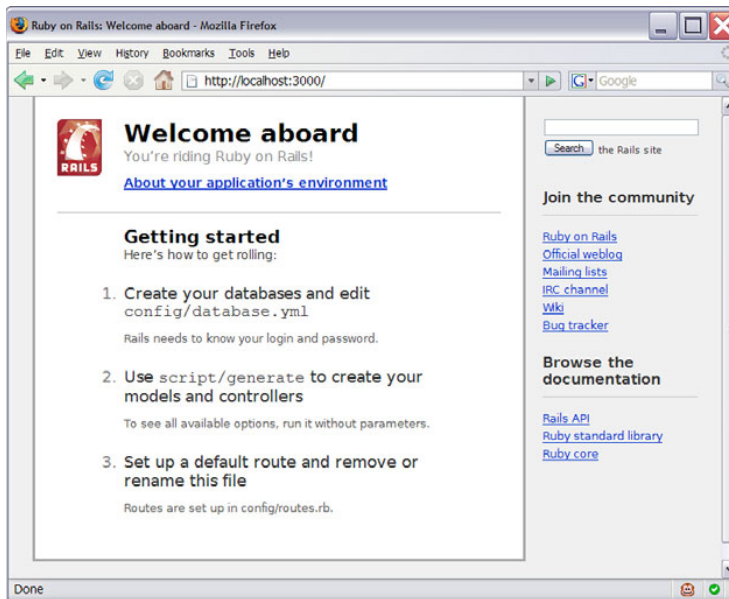 Ruby on Rails: Welcome aboard - Mozilla Firefox
File Edit View History Bookmarks Tools Help
http://localhost:3000/
G Google
RAILS
Welcome aboard
You're riding Ruby on Rails!
About your application's environment
Getting started
Here's how to get rolling:
1. Create your databases and edit
config/database.yml
Rails needs to know your login and password.
2. Use script/generate to create your
models and controllers
To see all available options, run it without parameters.
3. Set up a default route and remove or
rename this file
Routes are set up in config/routes.rb.
Search the Rails site
Join the community
Ruby on Rails
Official weblog
Mailing lists
IRC channel
Wiki
Bug tracker
Browse the
documentation
Rails API
Ruby standard library
Ruby core
Done